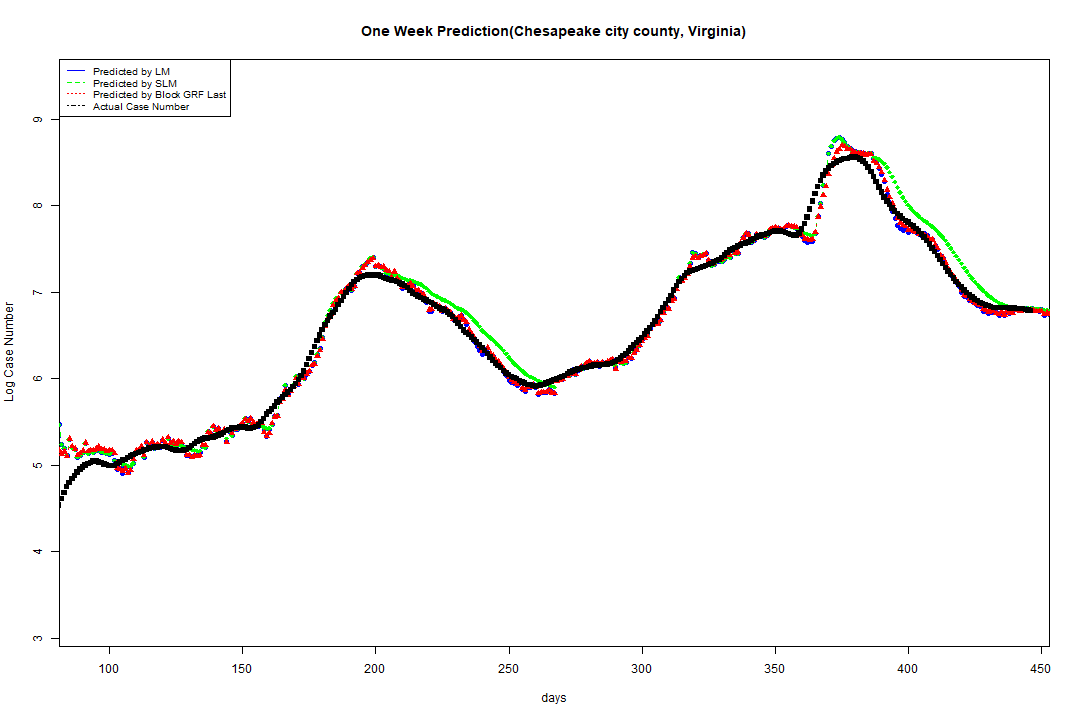 One Week Prediction(Chesapeake city county, Virginia)
Predicted by LM
Predicted by SLM
Predicted by Block GRF Last
Actual Case Number
Log Case Number
9
8
7
6
5
4
3
100 150 200 250 300 350 400 450
days